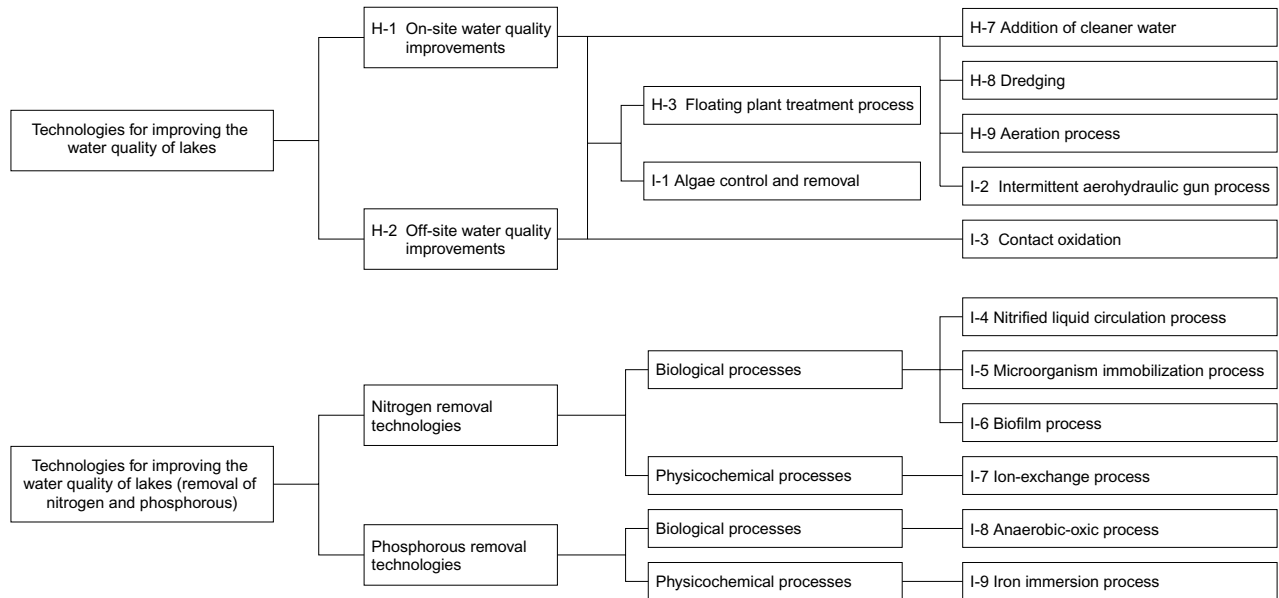 Technologies for improving the
water quality of lakes
H-1 On-site water quality
improvements
H-2 Off-site water quality
improvements
H-3 Floating plant treatment process
I-1 Algae control and removal
H-7 Addition of cleaner water
H-8 Dredging
H-9 Aeration process
I-2 Intermittent aerohydraulic gun process
I-3 Contact oxidation
Technologies for improving the
water quality of lakes (removal of
nitrogen and phosphorous)
Nitrogen removal
technologies
Phosphorous removal
technologies
Biological processes
Physicochemical processes
Biological processes
Physicochemical processes
I-4 Nitrified liquid circulation process
I-5 Microorganism immobilization process
I-6 Biofilm process
I-7 Ion-exchange process
I-8 Anaerobic-oxic process
I-9 Iron immersion process